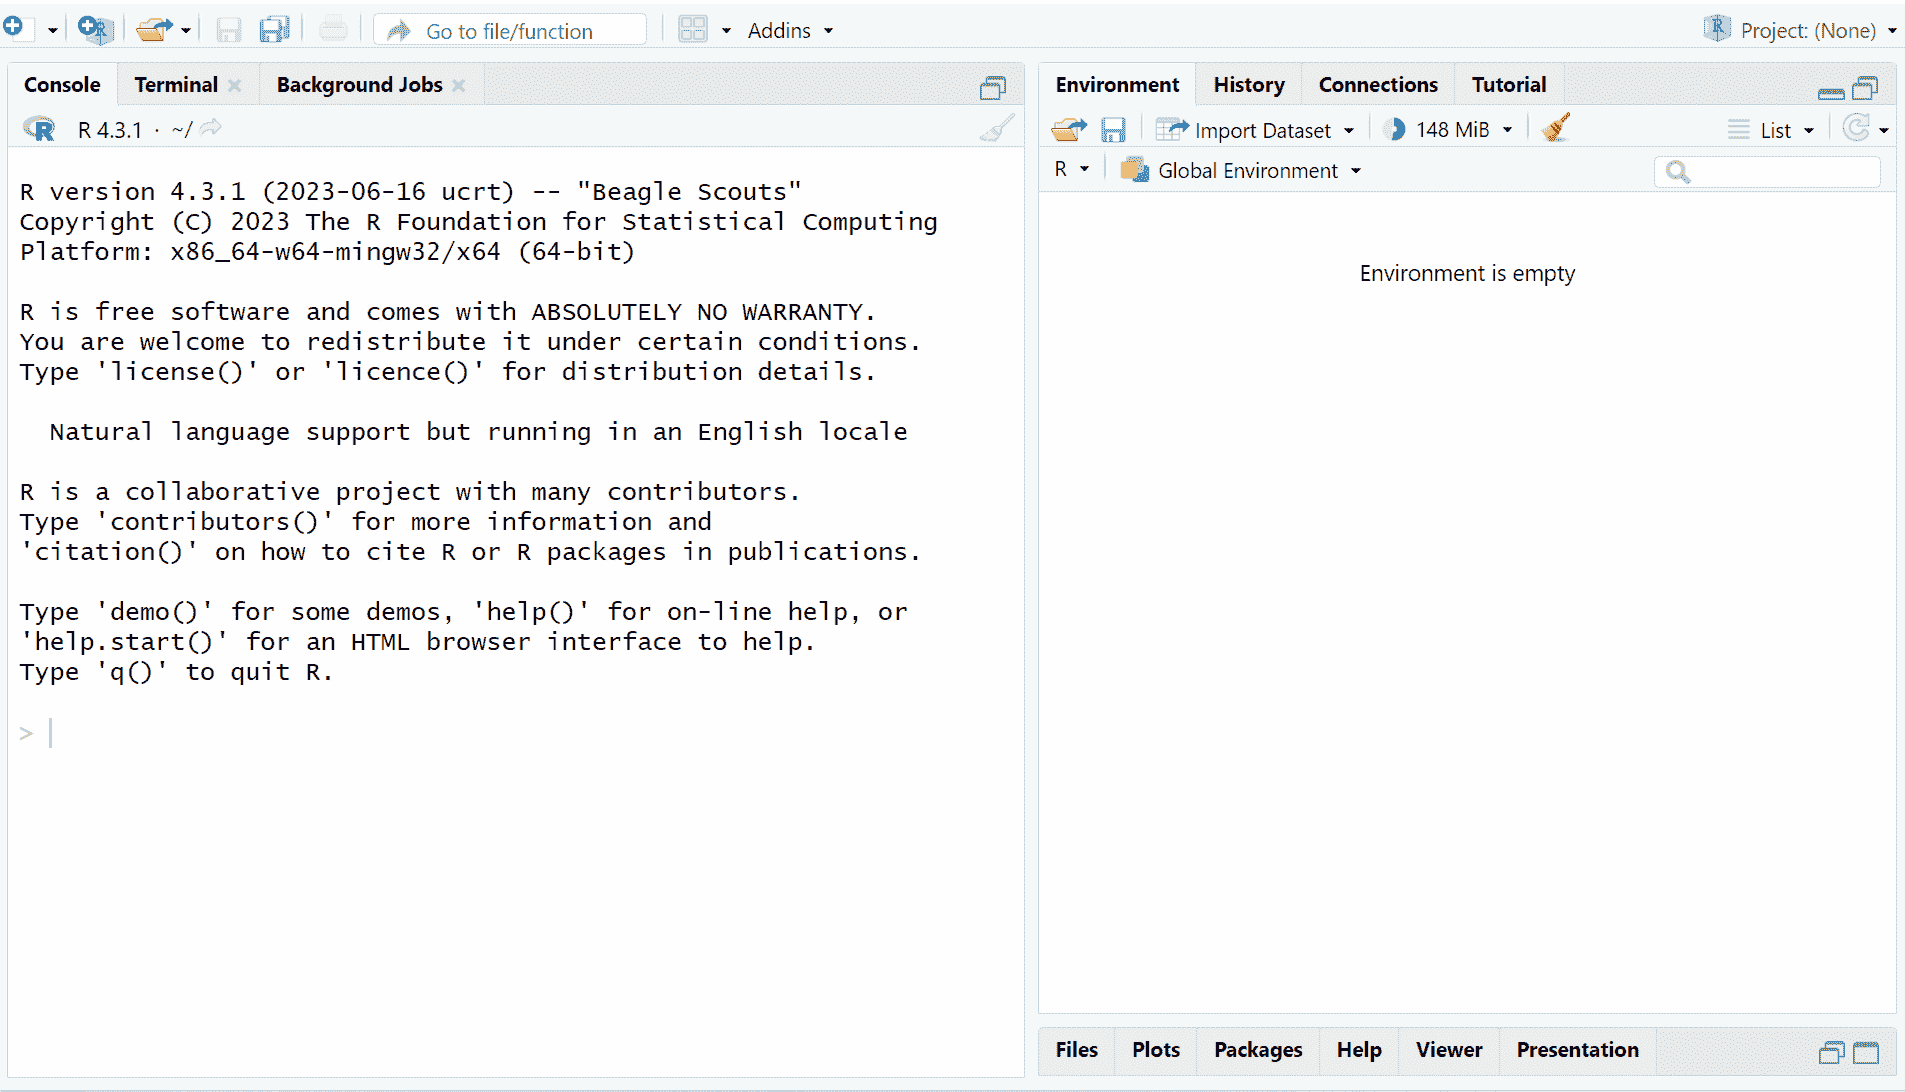 Go to file/function
Addins
Project: (None)
Console Terminal Background Jobs
R 4.3.1 · ~/
R version 4.3.1 (2023-06-16 ucrt) -- "Beagle Scouts"
Copyright (C) 2023 The R Foundation for Statistical Computing
Platform: x86_64-w64-mingw32/x64 (64-bit)
R is free software and comes with ABSOLUTELY NO WARRANTY.
You are welcome to redistribute it under certain conditions.
Type 'license()' or 'licence()' for distribution details.
Natural language support but running in an English locale
R is a collaborative project with many contributors.
Type 'contributors()' for more information and
'citation()' on how to cite R or R packages in publications.
Type 'demo()' for some demos, 'help()' for on-line help, or
'help.start()' for an HTML browser interface to help.
Type 'q()' to quit R.
>
Environment History Connections Tutorial
Import Dataset 148 MiB List
R Global Environment
Environment is empty
Files Plots Packages Help Viewer Presentation